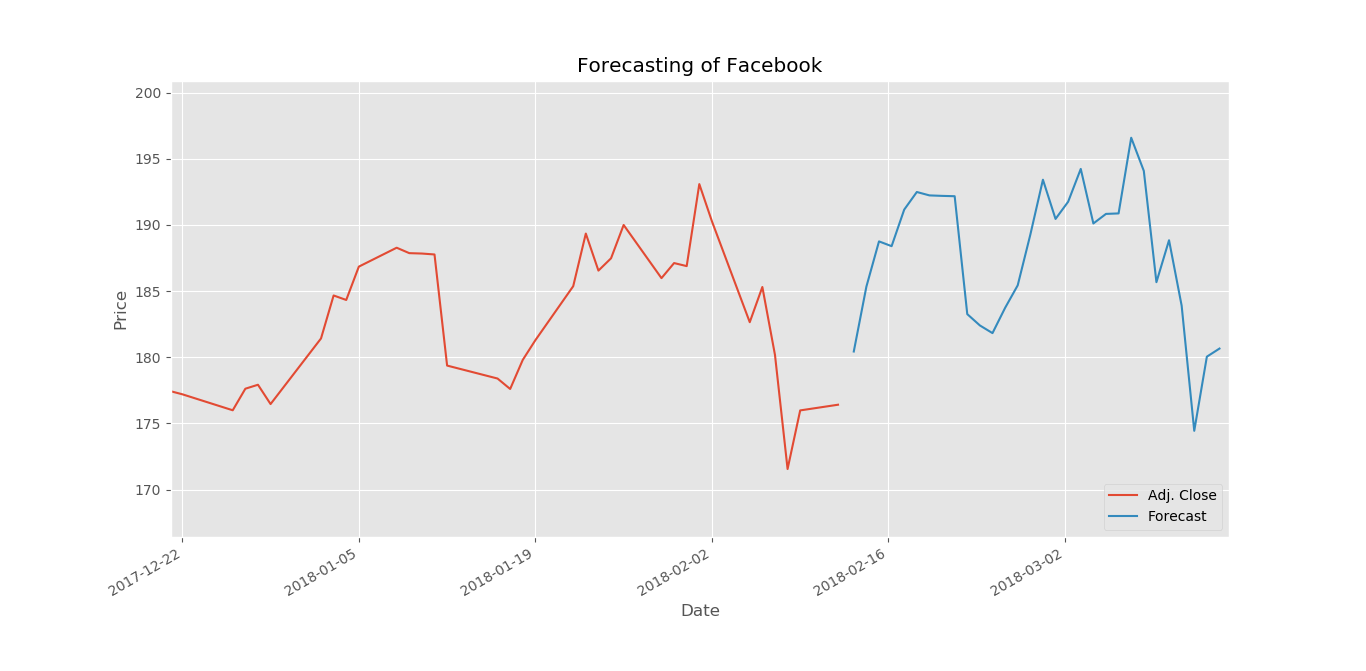 Forecasting of Facebook
200
195
190
185
180
175
170
Price
Adj. Close
Forecast
2017-12-22
2018-01-05
2018-01-19
2018-02-02
2018-02-16
2018-03-02
Date